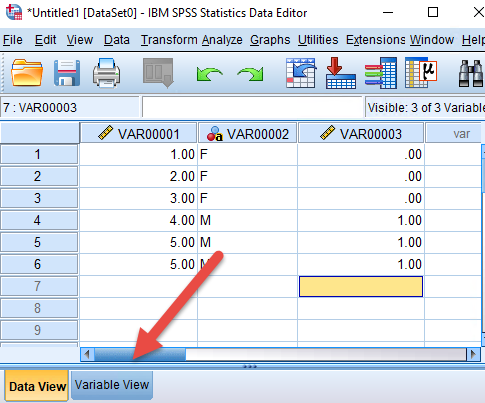 *Untitled1 [DataSet0] - IBM SPSS Statistics Data Editor
File Edit View Data Transform Analyze Graphs Utilities Extensions Window Help
7 : VAR00003 Visible: 3 of 3 Variable
VAR00001 VAR00002 VAR00003 var
1 1.00 F .00
2 2.00 F .00
3 3.00 F .00
4 4.00 M 1.00
5 5.00 M 1.00
6 5.00 M 1.00
7
8
9
Data View Variable View